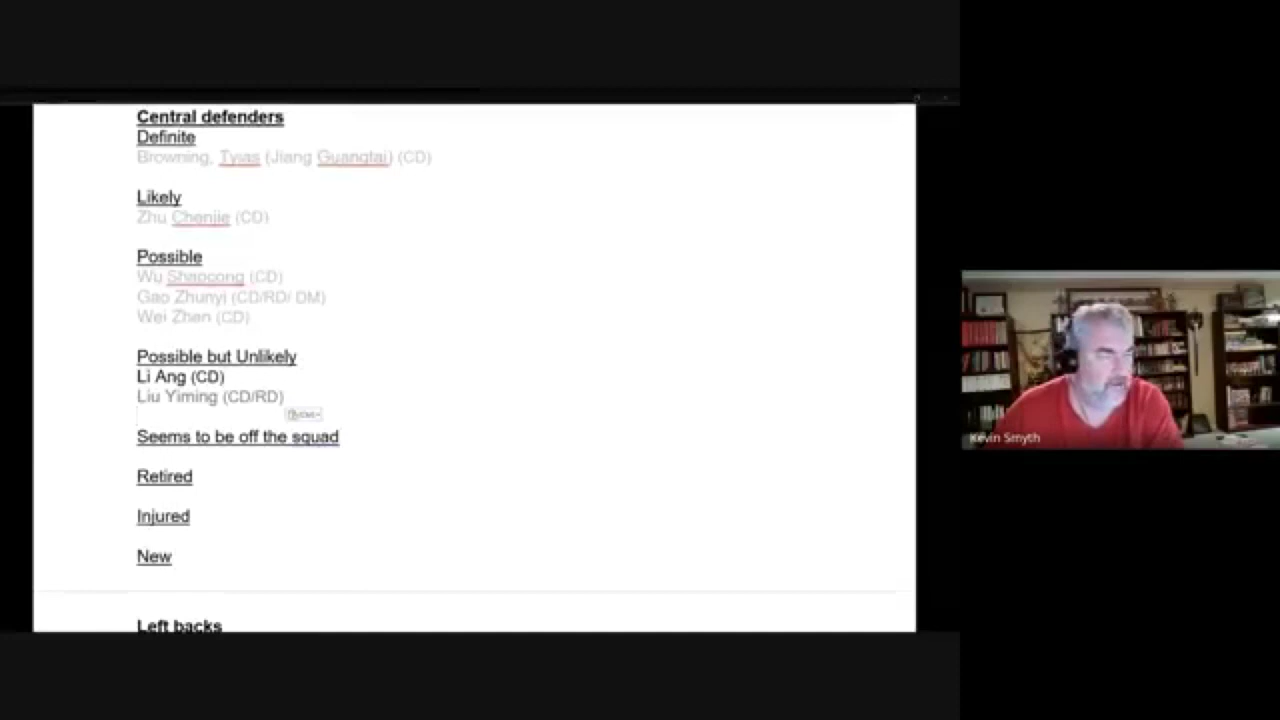 Central defenders
Definite
Browning, Tyias (Jiang Guangtai) (CD)
Likely
Zhu Chenjie (CD)
Possible
Wu Shaocong (CD)
Gao Zhunyi (CD/RD/ DM)
Wei Zhen (CD)
Possible but Unlikely
Li Ang (CD)
Liu Yiming (CD/RD)
Seems to be off the squad
Retired
Injured
New
Left backs
Kevin Smyth